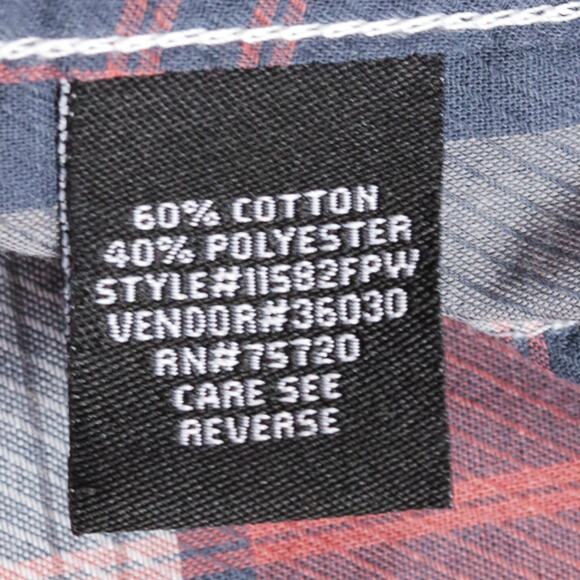 60% COTTON
40% POLYESTER
STYLE#11582FPW
VENDOR#36030
RN#75720
CARE SEE
REVERSE